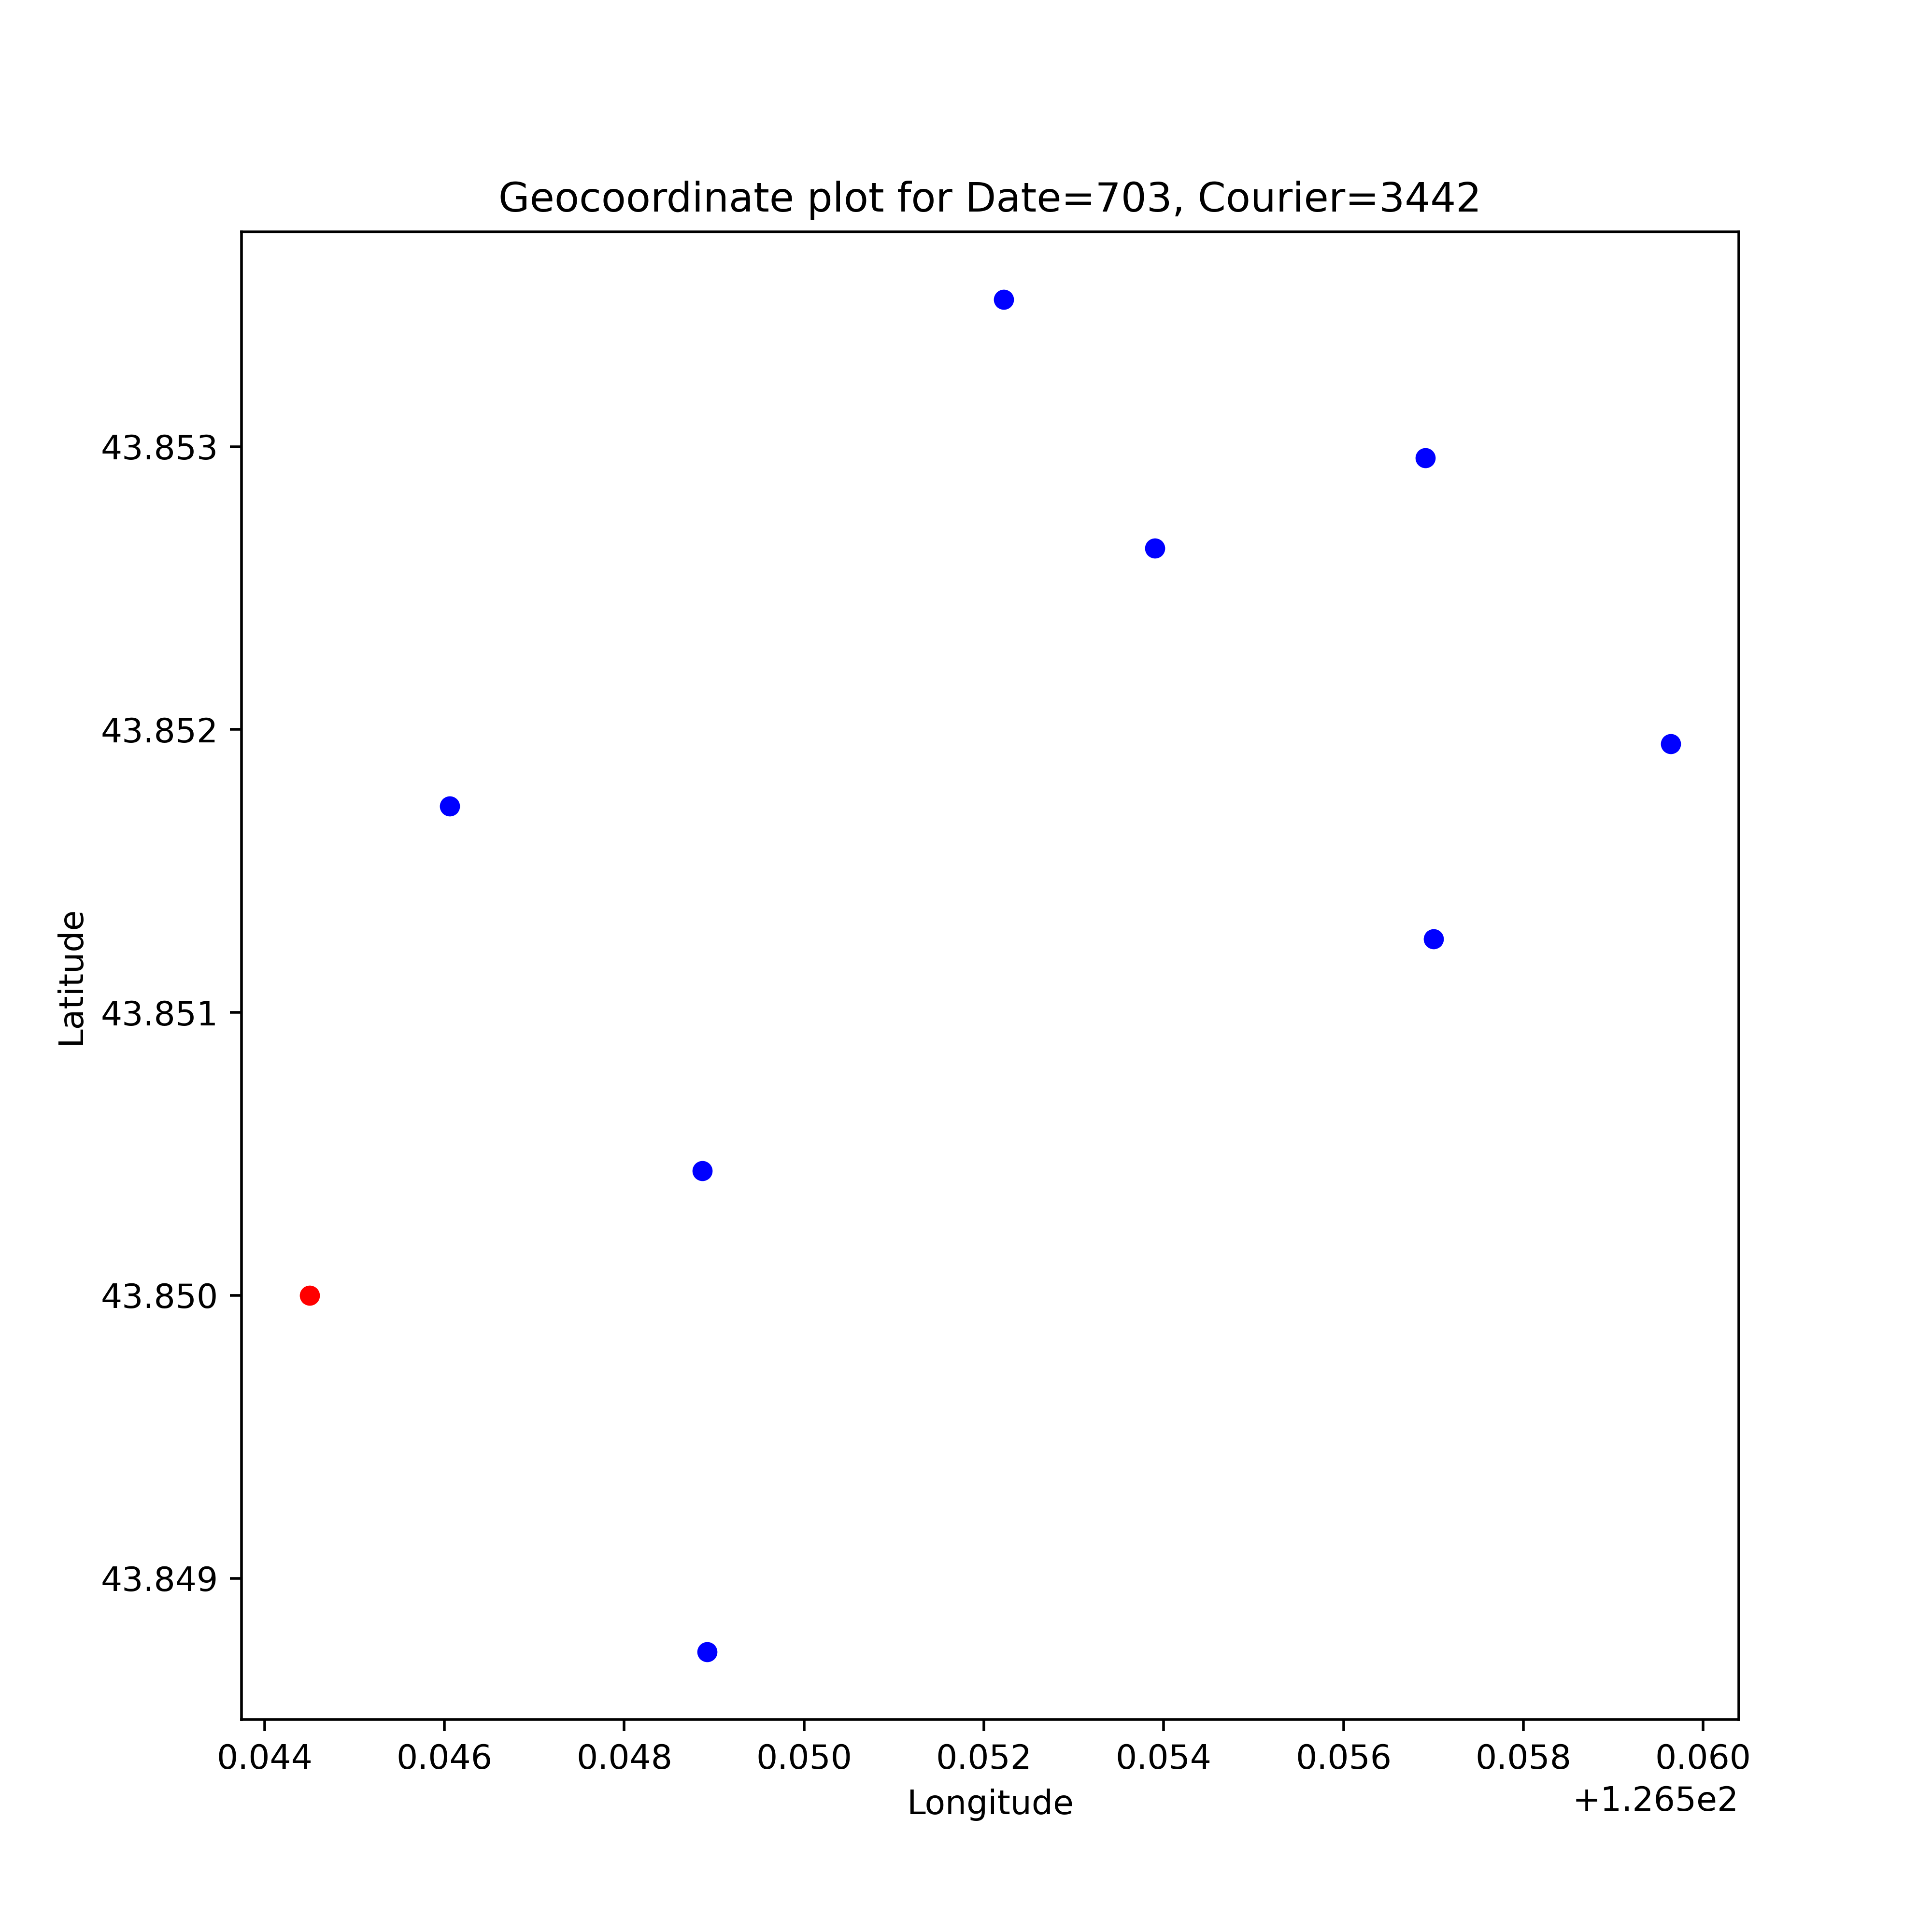 Geocoordinate plot for Date=703, Courier=3442
43.853
43.852
43.851
43.850
43.849
Latitude
0.044 0.046 0.048 0.050 0.052 0.054 0.056 0.058 0.060
Longitude
+1.265e2